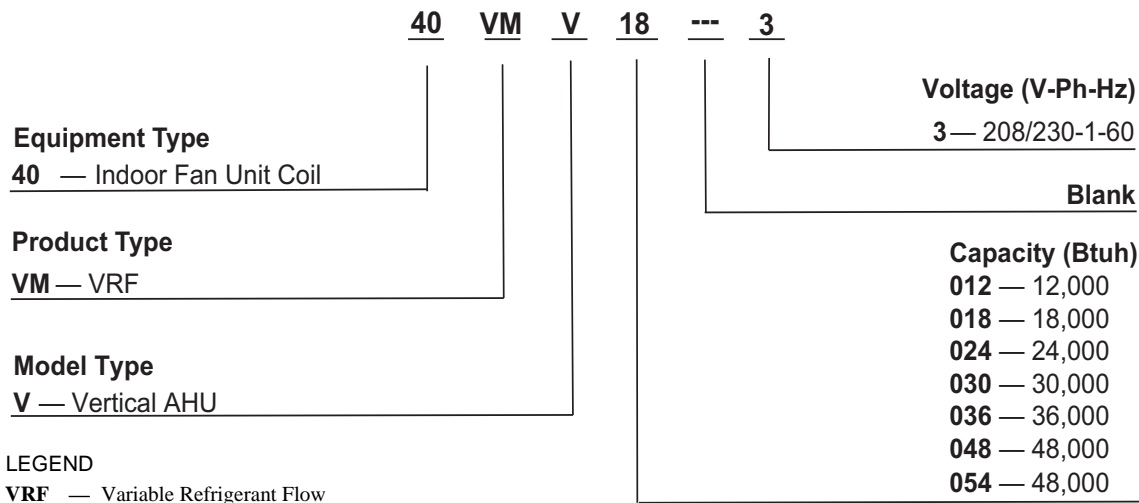 40 VM V 18 --- 3
Voltage (V-Ph-Hz)
3 — 208/230-1-60
Equipment Type
40 — Indoor Fan Unit Coil
Blank
Product Type
VM — VRF
Capacity (Btuh)
012 — 12,000
018 — 18,000
024 — 24,000
030 — 30,000
036 — 36,000
048 — 48,000
054 — 48,000
Model Type
V — Vertical AHU
LEGEND
VRF — Variable Refrigerant Flow